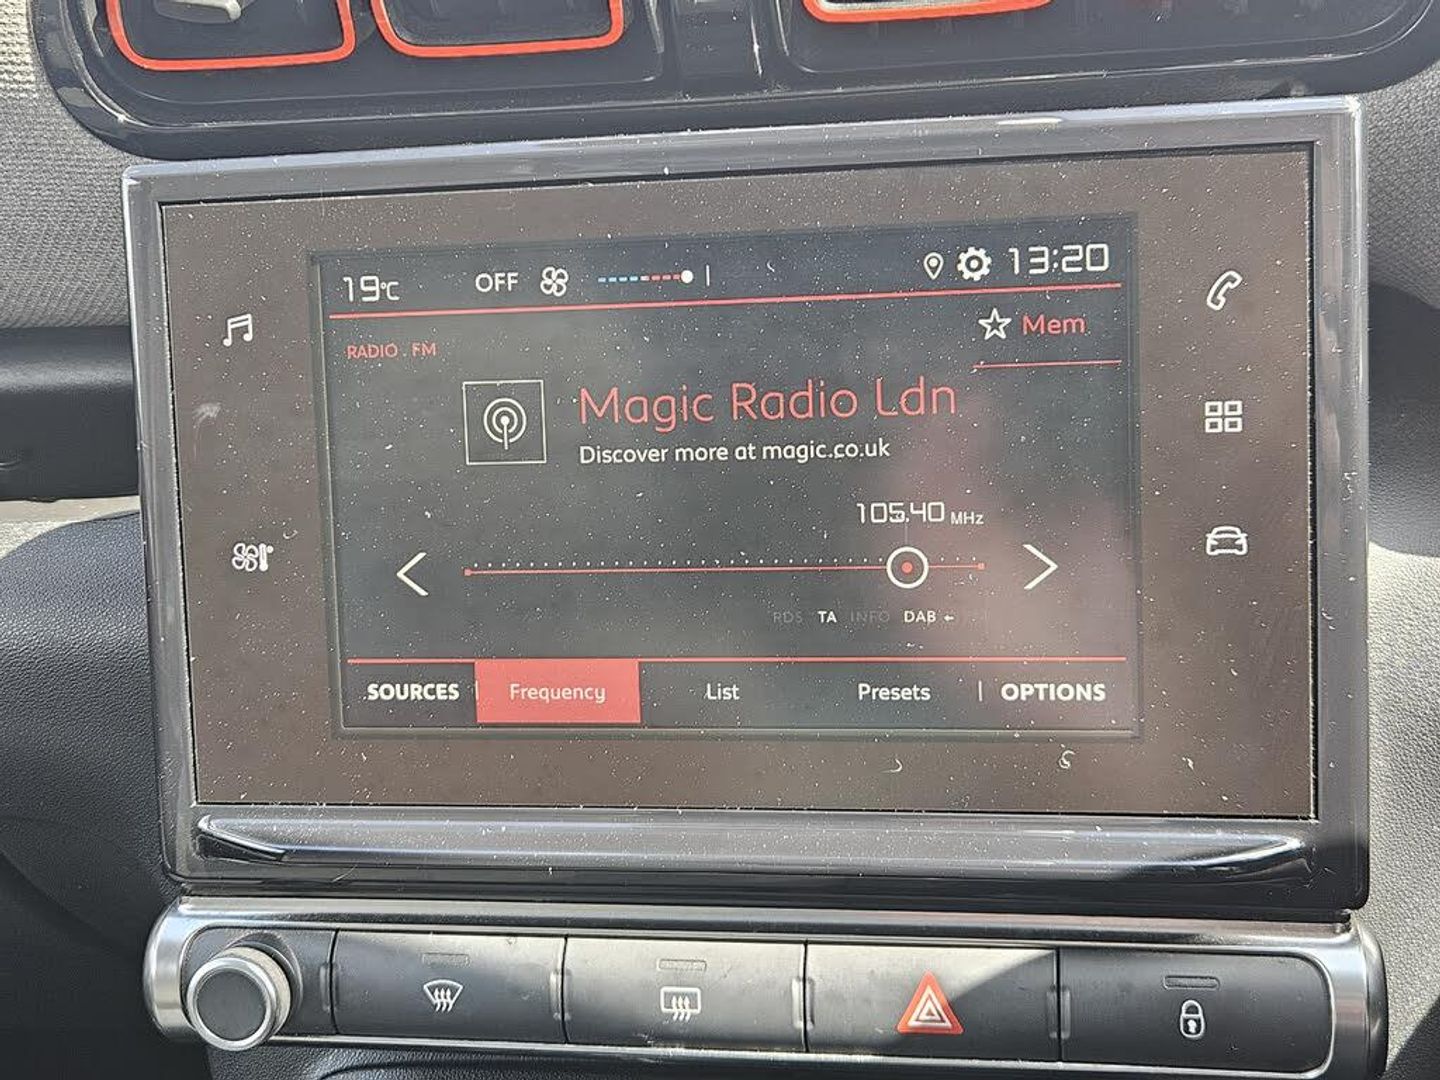 19°C OFF 13:20
Mem
RADIO . FM
Magic Radio Ldn
Discover more at magic.co.uk
105.40 MHz
RDS TA INFO DAB
SOURCES | Frequency List Presets | OPTIONS